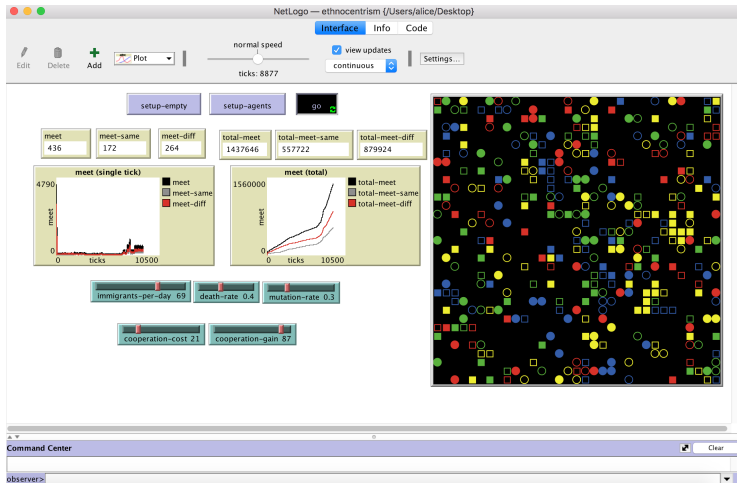 NetLogo — ethnocentrism {/Users/alice/Desktop}
Interface Info Code
Edit Delete Add Plot normal speed view updates Settings...
continuous
ticks: 8877
setup-empty setup-agents go
meet meet-same meet-diff total-meet total-meet-same total-meet-diff
436 172 264 1437646 557722 879924
meet (single tick)
4790
meet
0
0 ticks 10500
meet
meet-same
meet-diff
meet (total)
1560000
meet
0
0 ticks 10500
total-meet
total-meet-same
total-meet-diff
immigrants-per-day 69 death-rate 0.4 mutation-rate 0.3
cooperation-cost 21 cooperation-gain 87
Command Center Clear
observer>